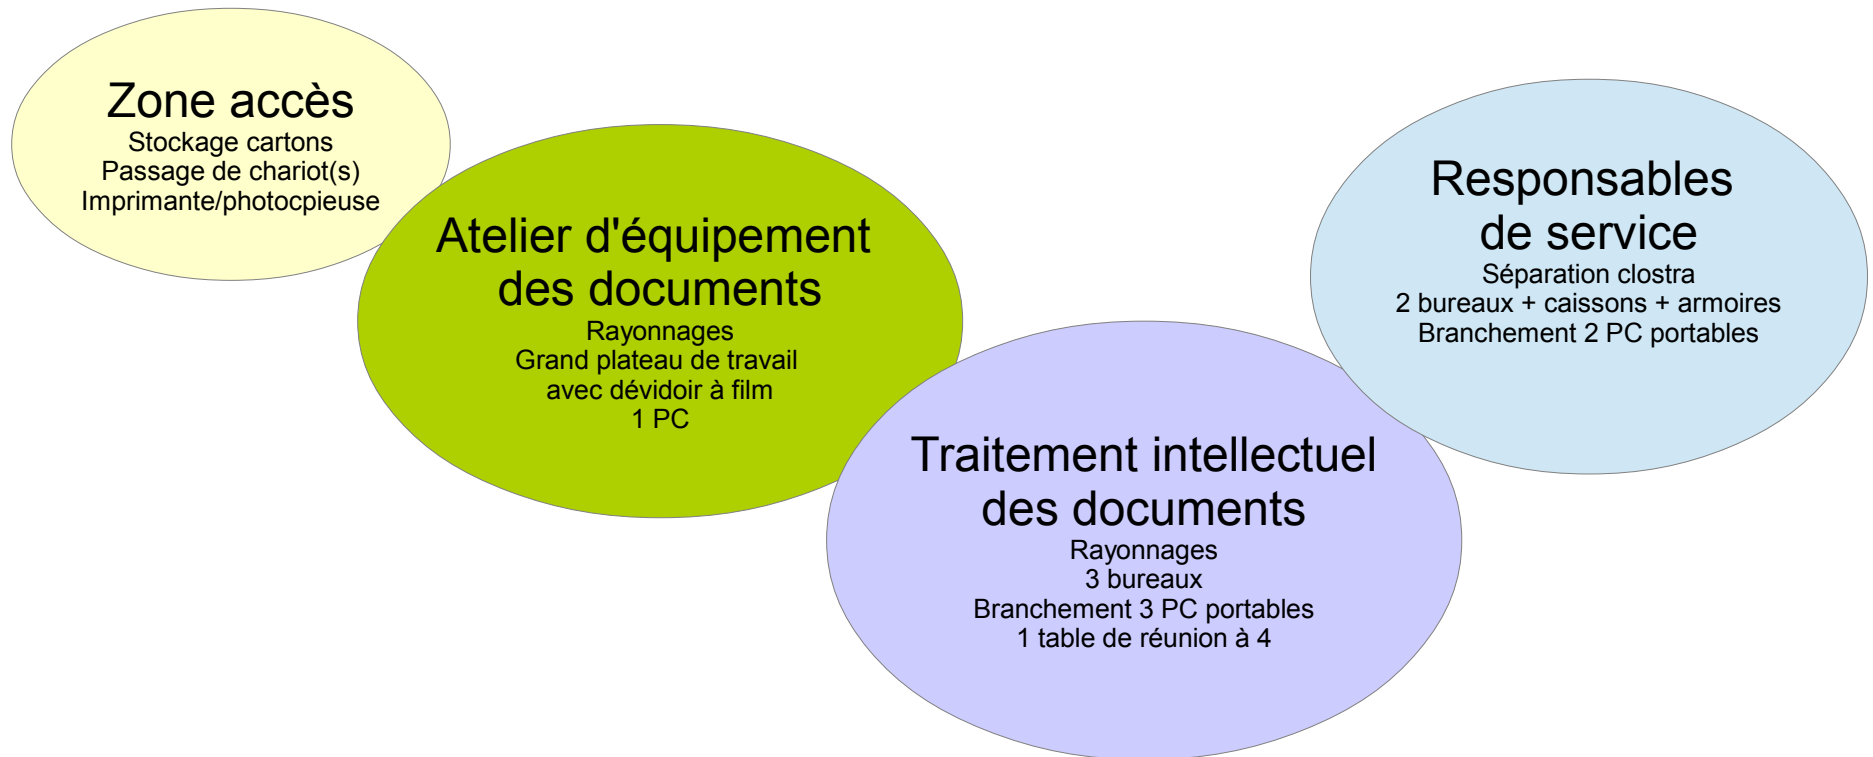 Zone accès
Stockage cartons
Passage de chariot(s)
Imprimante/photocpieuse
Atelier d'équipement
des documents
Rayonnages
Grand plateau de travail
avec dévidoir à film
1 PC
Traitement intellectuel
des documents
Rayonnages
3 bureaux
Branchement 3 PC portables
1 table de réunion à 4
Responsables
de service
Séparation clostra
2 bureaux + caissons + armoires
Branchement 2 PC portables